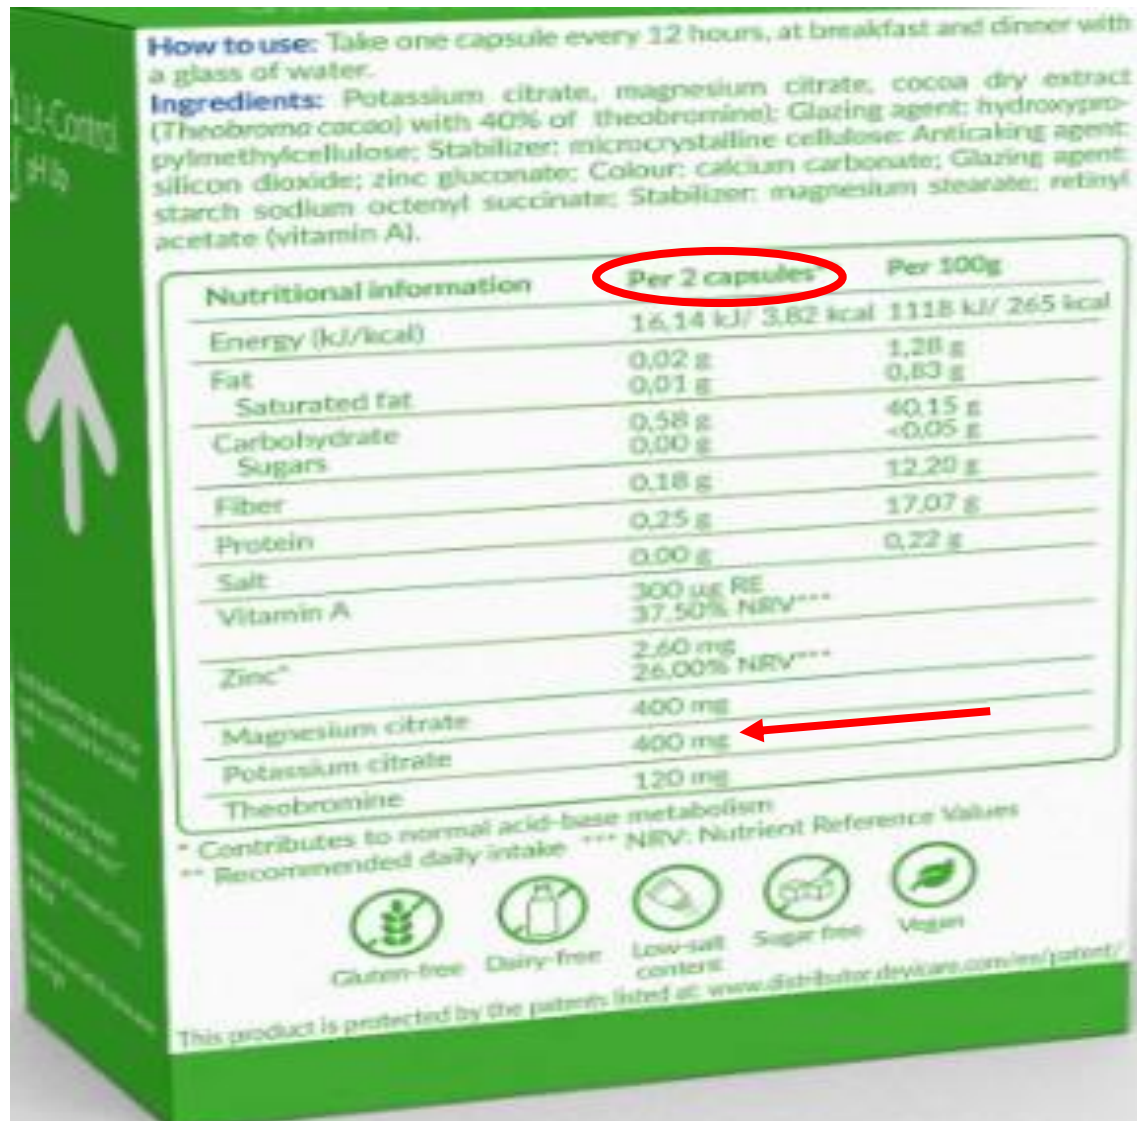 How to use: Take one capsule every 12 hours, at breakfast and dinner with
a glass of water.
Ingredients: Potassium citrate, magnesium citrate, cocoa dry extract
(Theobroma cacao) with 40% of theobromine); Glazing agent: hydroxypro-
pylmethylcellulose; Stabilizer: microcrystalline cellulose; Anticaking agent:
silicon dioxide; zinc gluconate; Colour: calcium carbonate; Glazing agent:
starch sodium octenyl succinate; Stabilizer: magnesium stearate; retinyl
acetate (vitamin A).
Lit-Control
pH Up
Nutritional information Per 2 capsules* Per 100g
Energy (kJ/kcal) 16,14 kJ/ 3,82 kcal 1118 kJ/ 265 kcal
Fat 0,02 g 1,28 g
Saturated fat 0,01 g 0,83 g
Carbohydrate 0,58 g 40,15 g
Sugars 0,00 g <0,05 g
Fiber 0,18 g 12,20 g
Protein 0,25 g 17,07 g
Salt 0,00 g 0,22 g
Vitamin A 300 ug RE
37,50% NRV***
Zinc* 2,60 mg
26,00% NRV***
Magnesium citrate 400 mg
Potassium citrate 400 mg
Theobromine 120 mg
* Contributes to normal acid-base metabolism
** Recommended daily intake *** NRV: Nutrient Reference Values
Gluten-free Dairy-free Low-salt content Sugar free Vegan
This product is protected by the patents listed at: www.distributor.devicare.com/en/patent/